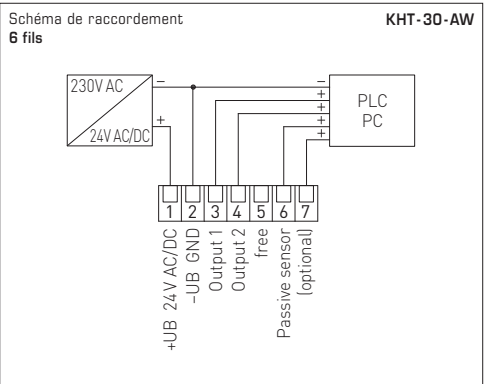 Schéma de raccordement
6 fils
KHT-30-AW
230V AC
24V AC/DC
–
+
–
+
+
+
+
PLC
PC
1 2 3 4 5 6 7
+UB 24V AC/DC
–UB GND
Output 1
Output 2
free
Passive sensor
(optional)